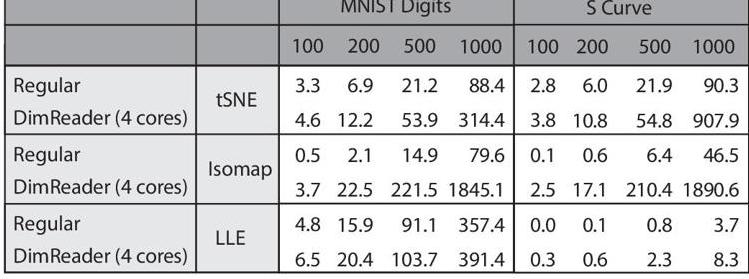 MNIST Digits S Curve
100 200 500 1000 100 200 500 1000
Regular 3.3 6.9 21.2 88.4 2.8 6.0 21.9 90.3
tSNE
DimReader (4 cores) 4.6 12.2 53.9 314.4 3.8 10.8 54.8 907.9
Regular 0.5 2.1 14.9 79.6 0.1 0.6 6.4 46.5
Isomap
DimReader (4 cores) 3.7 22.5 221.5 1845.1 2.5 17.1 210.4 1890.6
Regular 4.8 15.9 91.1 357.4 0.0 0.1 0.8 3.7
LLE
DimReader (4 cores) 6.5 20.4 103.7 391.4 0.3 0.6 2.3 8.3